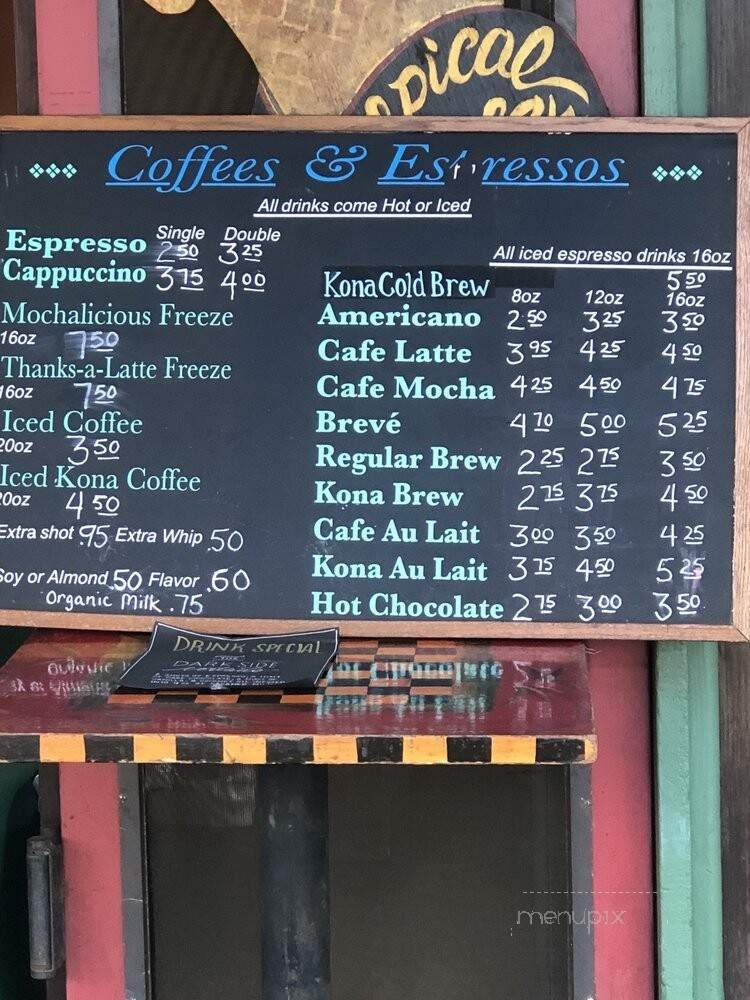 pical
Coffees & Espressos
All drinks come Hot or Iced
Single Double
Espresso 2 50 3 25
Cappuccino 3 75 4 00
Mochalicious Freeze
16oz 7 50
Thanks-a-Latte Freeze
16oz 7 50
Iced Coffee
20oz 3 50
Iced Kona Coffee
20oz 4 50
Extra shot .95 Extra Whip .50
Soy or Almond .50 Flavor .60
Organic Milk .75
All iced espresso drinks 16oz
Kona Cold Brew 5 50
8oz 12oz 16oz
Americano 2 50 3 25 3 50
Cafe Latte 3 95 4 25 4 50
Cafe Mocha 4 25 4 50 4 75
Brevé 4 70 5 00 5 25
Regular Brew 2 25 2 75 3 50
Kona Brew 2 75 3 75 4 50
Cafe Au Lait 3 00 3 50 4 25
Kona Au Lait 3 75 4 50 5 25
Hot Chocolate 2 75 3 00 3 50
DRINK SPECIAL
THE
DARK SIDE
menupix